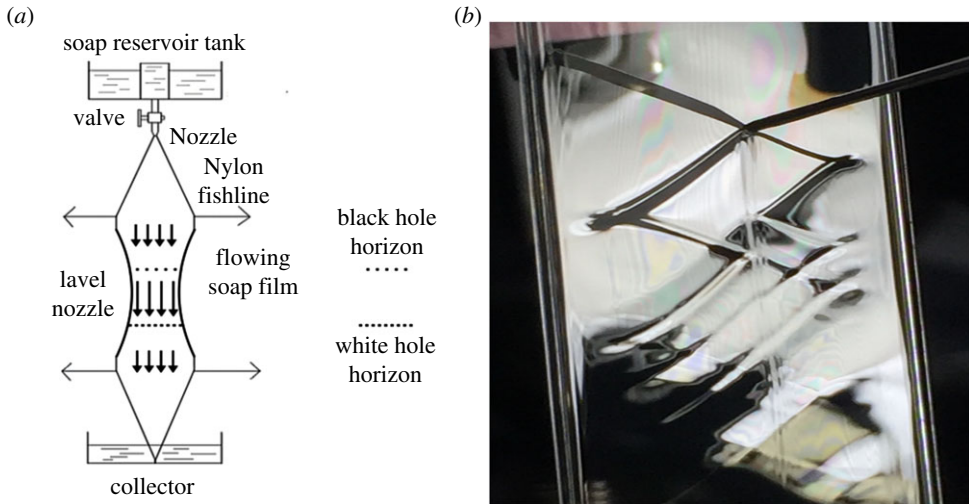 (a)
soap reservoir tank
valve
Nozzle
Nylon
fishline
black hole
horizon
flowing
soap film
lavel
nozzle
white hole
horizon
collector
(b)